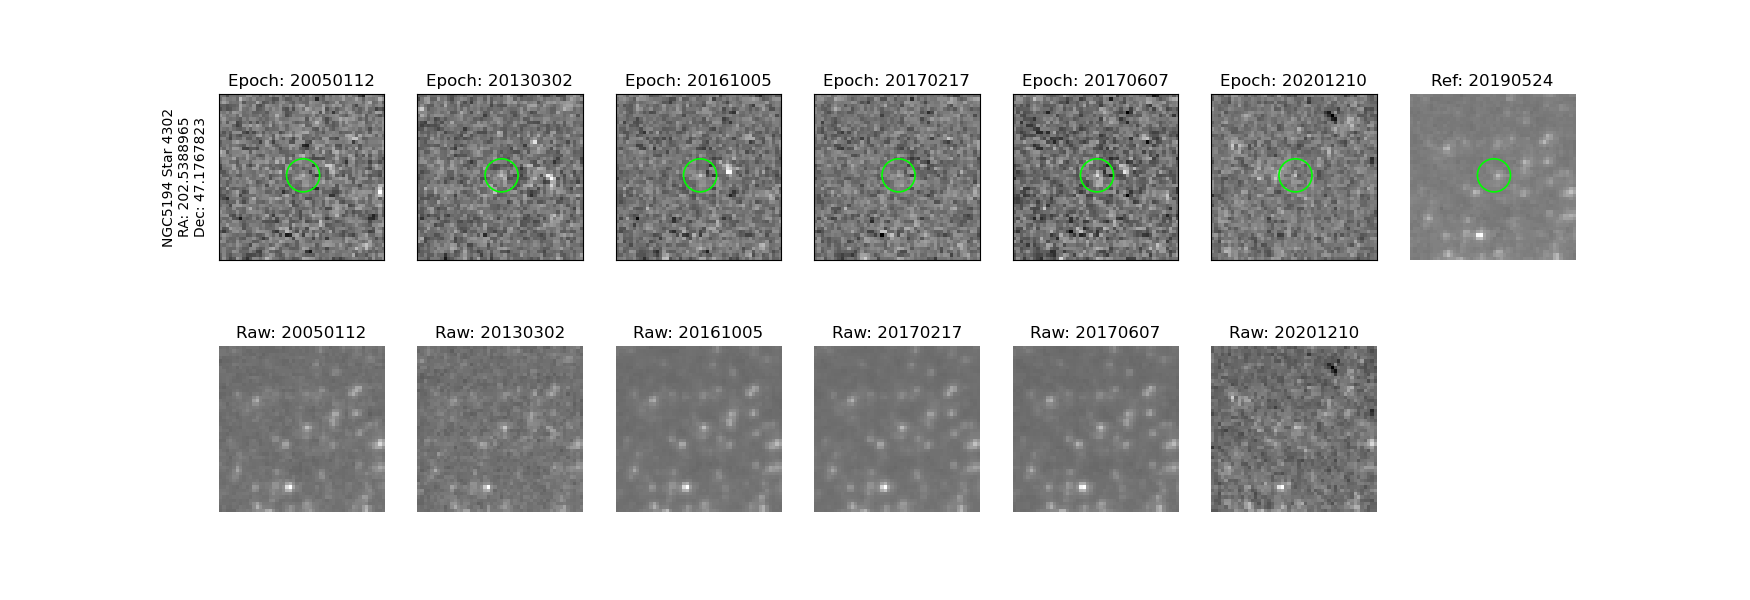 NGC5194 Star 4302
RA: 202.5388965
Dec: 47.1767823
Epoch: 20050112
Epoch: 20130302
Epoch: 20161005
Epoch: 20170217
Epoch: 20170607
Epoch: 20201210
Ref: 20190524
Raw: 20050112
Raw: 20130302
Raw: 20161005
Raw: 20170217
Raw: 20170607
Raw: 20201210